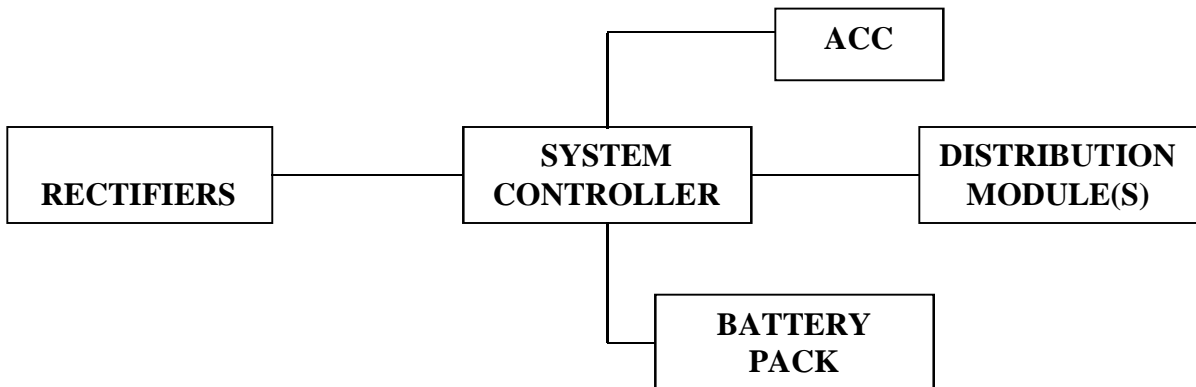 ACC
RECTIFIERS
SYSTEM
CONTROLLER
DISTRIBUTION
MODULE(S)
BATTERY
PACK